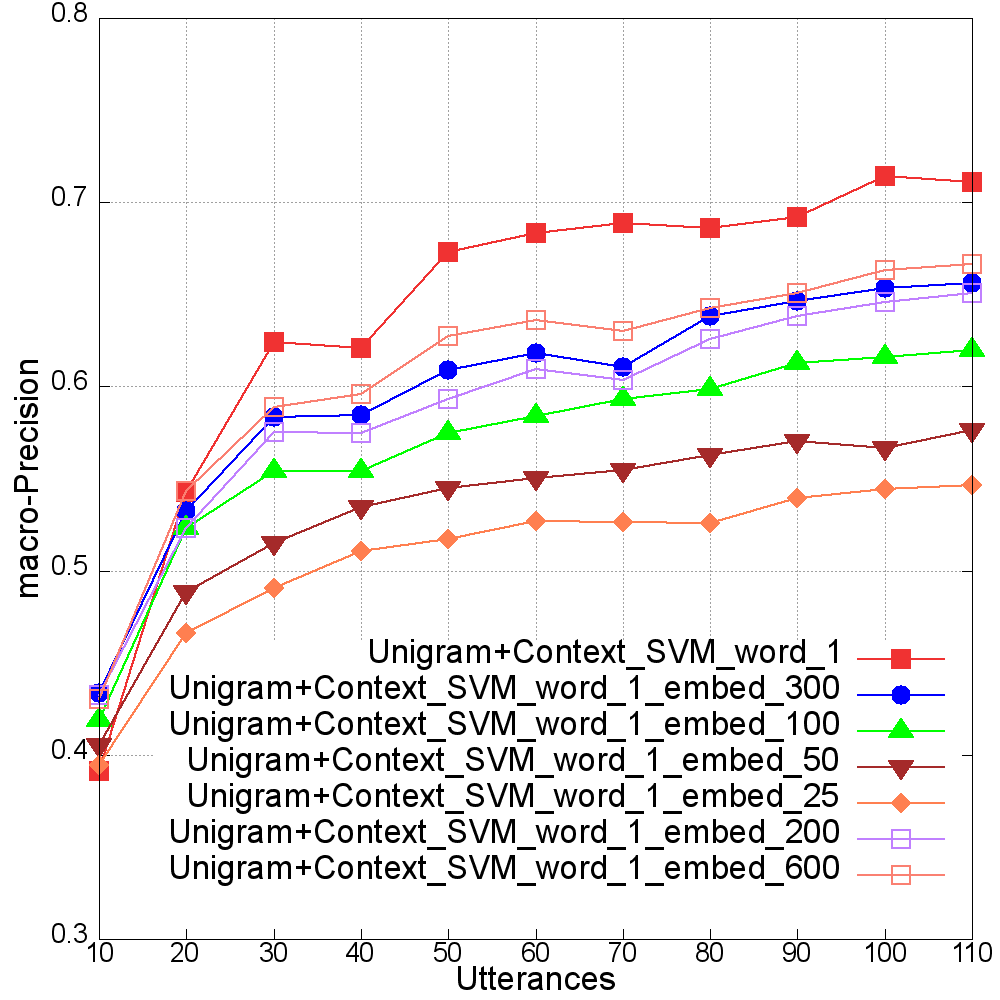 0.8
0.7
0.6
0.5
0.4
0.3
macro-Precision
Unigram+Context_SVM_word_1
Unigram+Context_SVM_word_1_embed_300
Unigram+Context_SVM_word_1_embed_100
Unigram+Context_SVM_word_1_embed_50
Unigram+Context_SVM_word_1_embed_25
Unigram+Context_SVM_word_1_embed_200
Unigram+Context_SVM_word_1_embed_600
10 20 30 40 50 60 70 80 90 100 110
Utterances